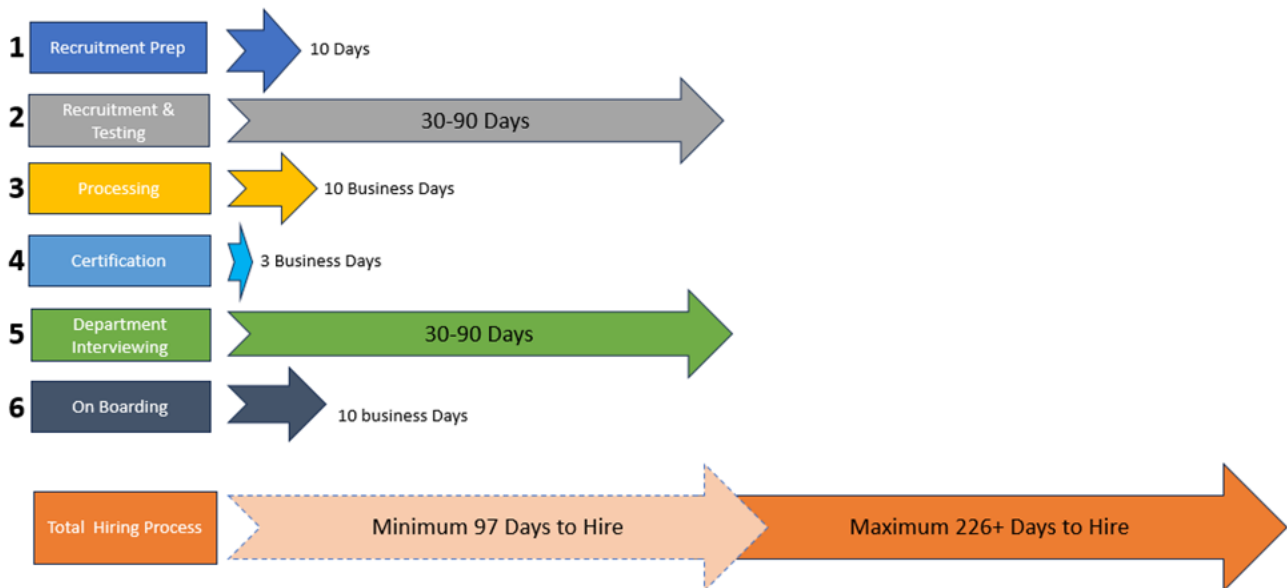 1 Recruitment Prep 10 Days
2 Recruitment &
Testing 30-90 Days
3 Processing 10 Business Days
4 Certification 3 Business Days
5 Department
Interviewing 30-90 Days
6 On Boarding 10 business Days
Total Hiring Process Minimum 97 Days to Hire Maximum 226+ Days to Hire